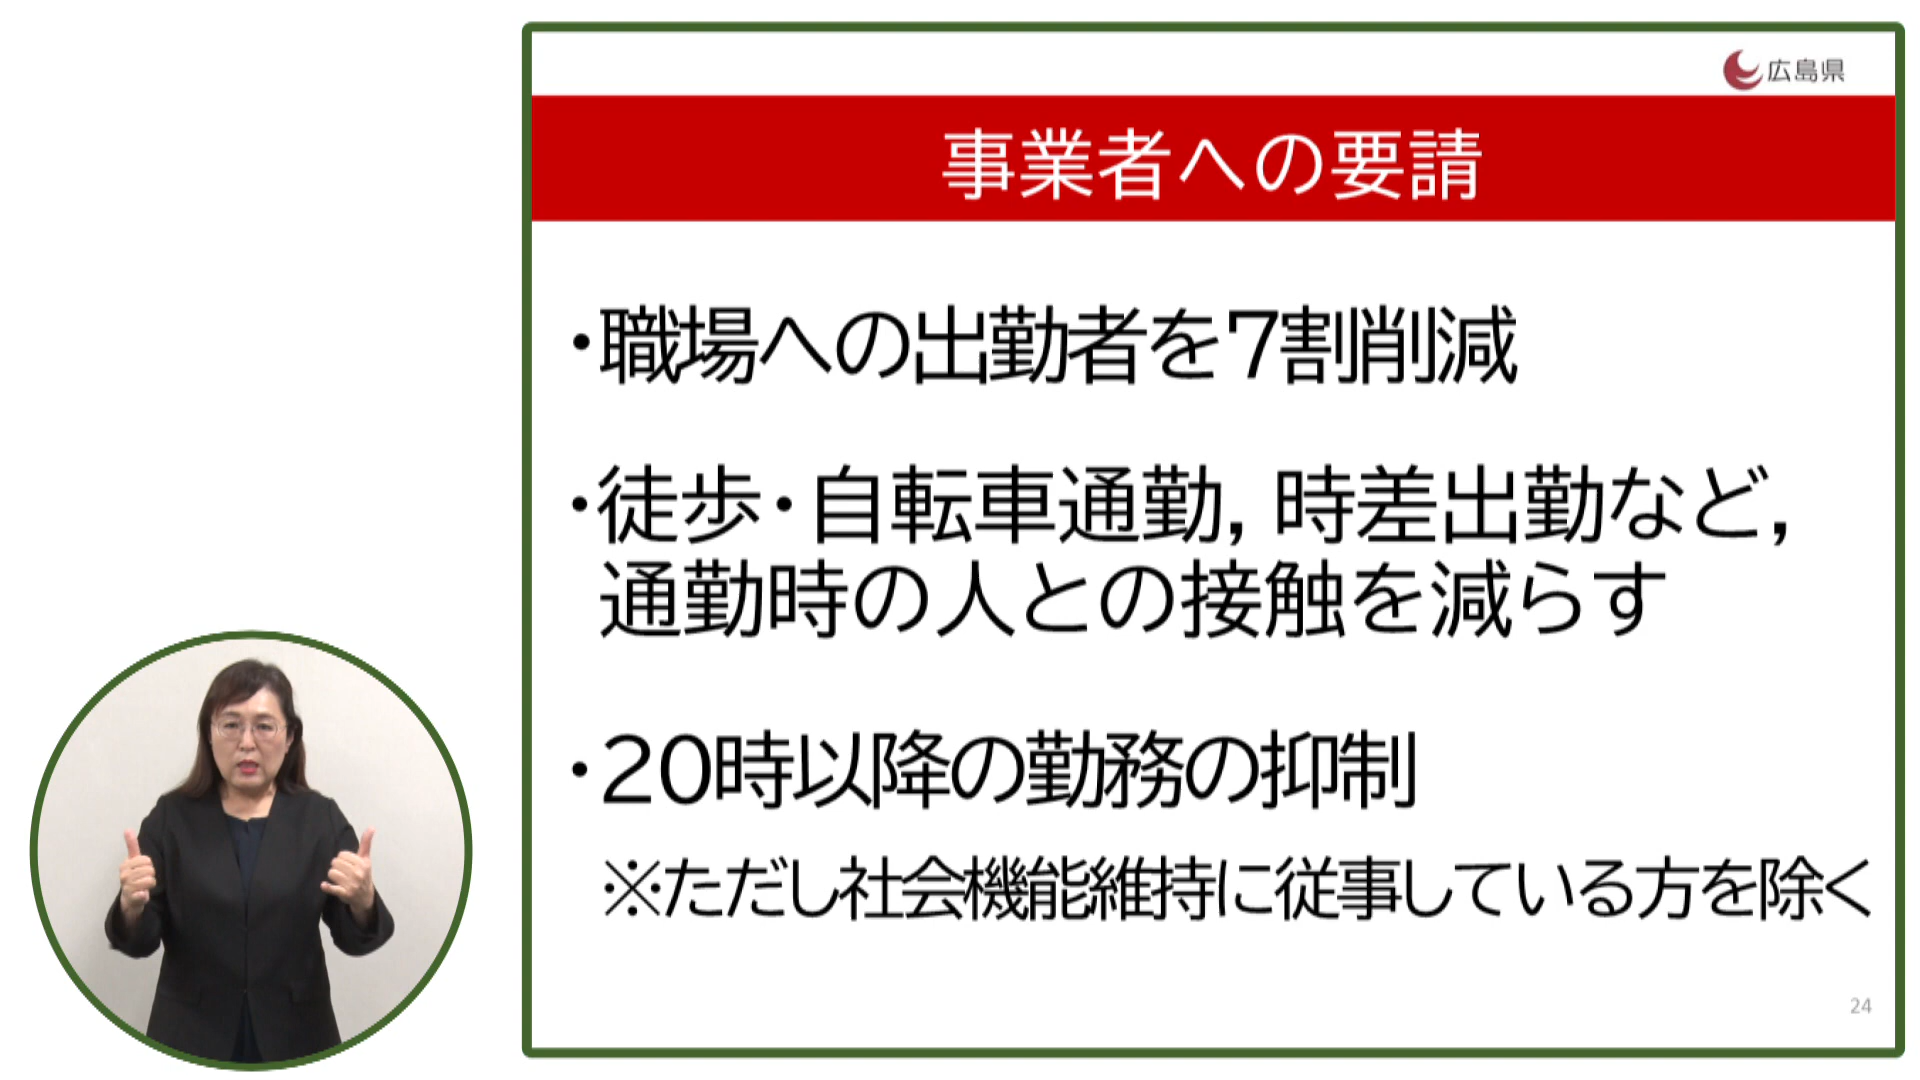 広島県
事業者への要請
・職場への出勤者を7割削減
・徒歩・自転車通勤，時差出勤など，
通勤時の人との接触を減らす
・20時以降の勤務の抑制
※ただし社会機能維持に従事している方を除く
24